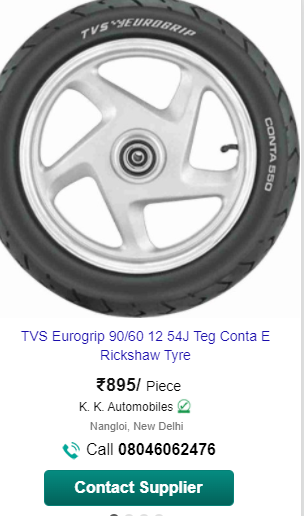 TVS EUROGRIP
CONTA 550
TVS Eurogrip 90/60 12 54J Teg Conta E
Rickshaw Tyre
₹895/ Piece
K. K. Automobiles
Nangloi, New Delhi
Call 08046062476
Contact Supplier